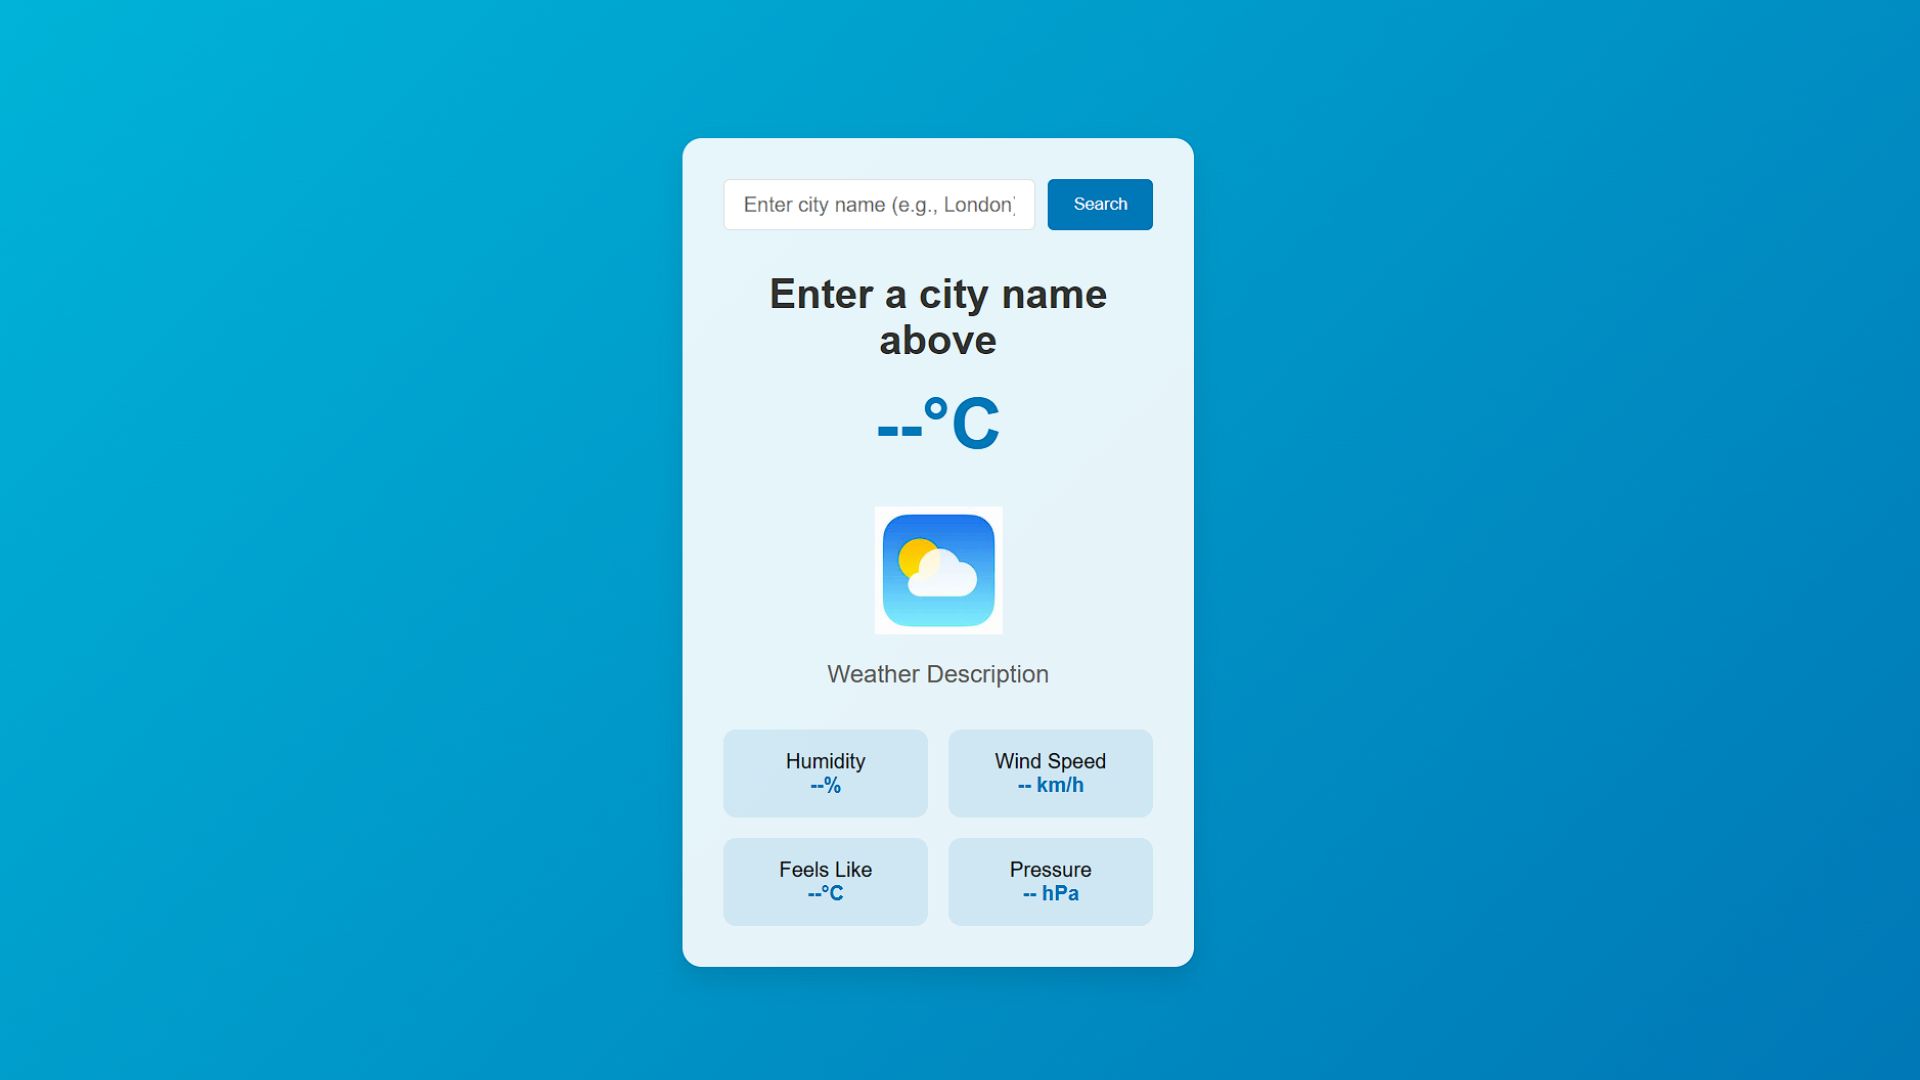 Enter city name (e.g., London)
Search
Enter a city name
above
--°C
Weather Description
Humidity
--%
Wind Speed
-- km/h
Feels Like
--°C
Pressure
-- hPa